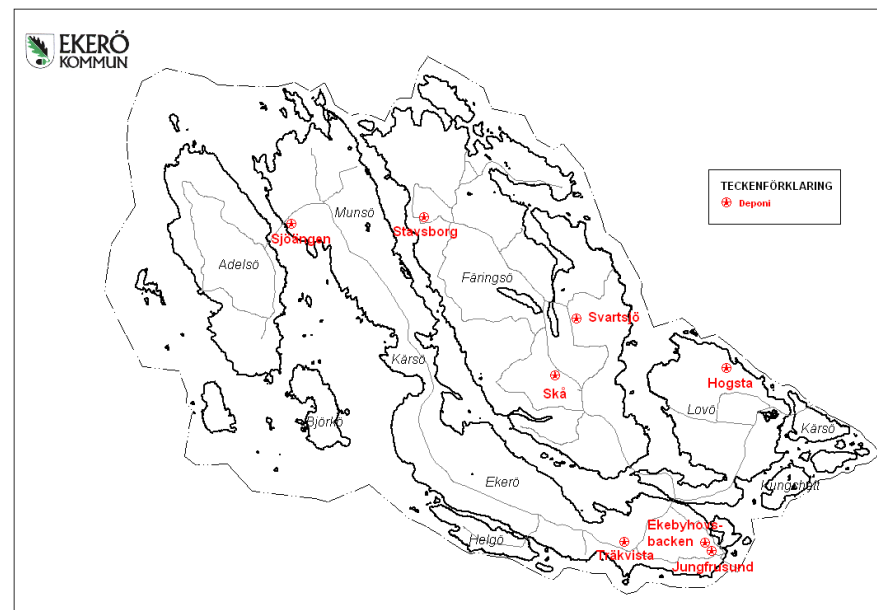 EKERÖ
KOMMUN
TECKENFÖRKLARING
Deponi
Munsö
Stavsborg
Sjöängen
Adelsö
Färingsö
Svartsjö
Kärsö
Skå
Hogsta
Lovö
Björkö
Kärsö
Ekerö
Kungshatt
Ekebyhovs-
backen
Helgö
Träkvista
Jungfrusund